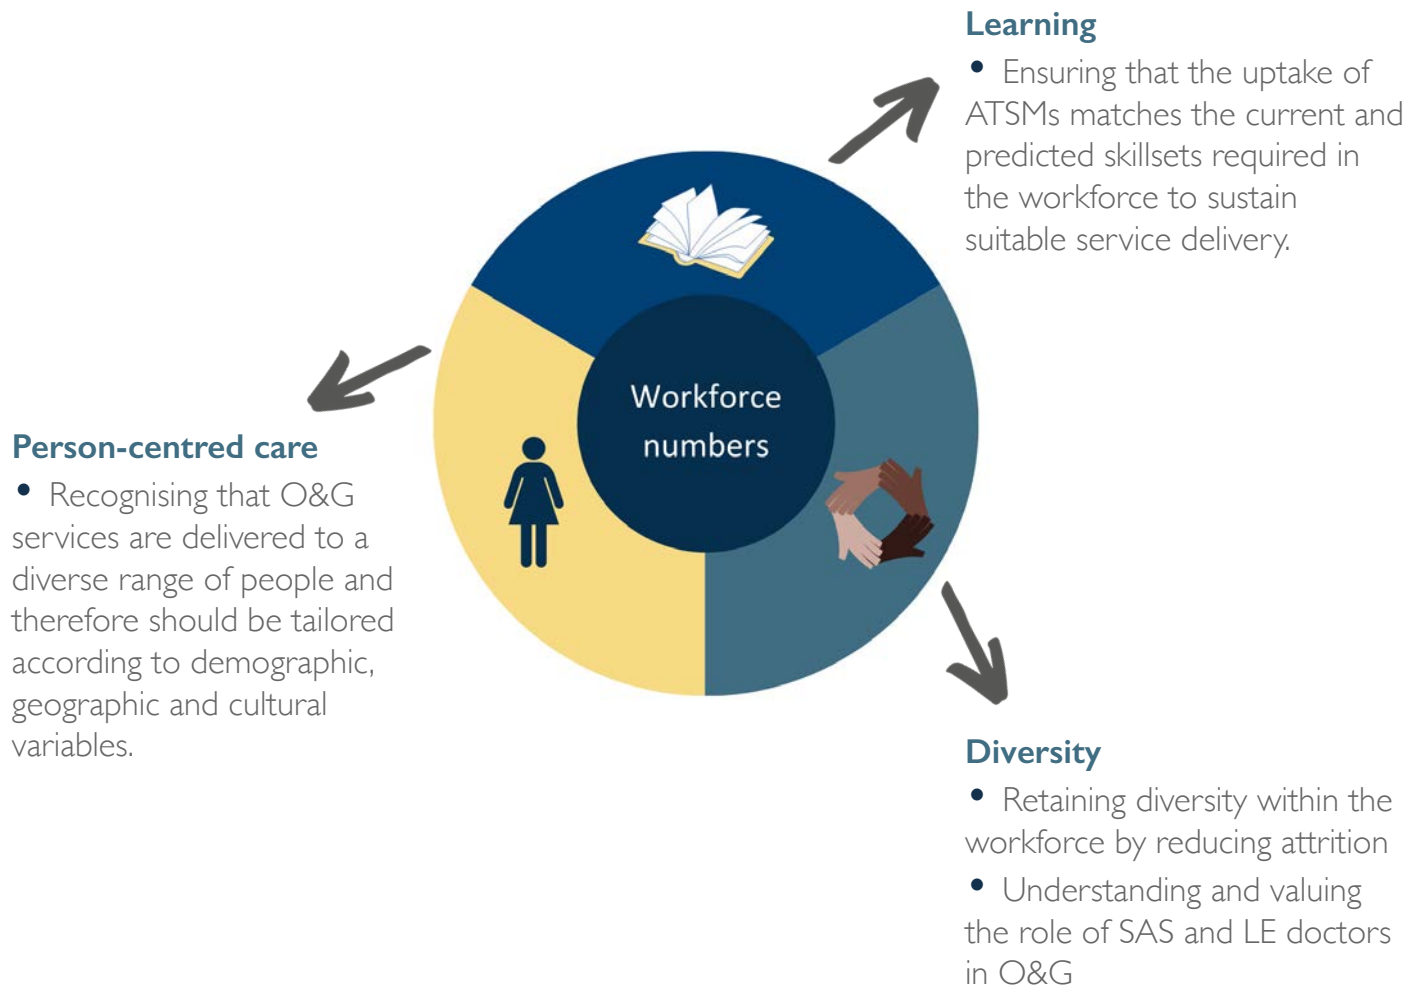 Learning
• Ensuring that the uptake of
ATSMs matches the current and
predicted skillsets required in
the workforce to sustain
suitable service delivery.
Workforce
numbers
Person-centred care
• Recognising that O&G
services are delivered to a
diverse range of people and
therefore should be tailored
according to demographic,
geographic and cultural
variables.
Diversity
• Retaining diversity within the
workforce by reducing attrition
• Understanding and valuing
the role of SAS and LE doctors
in O&G